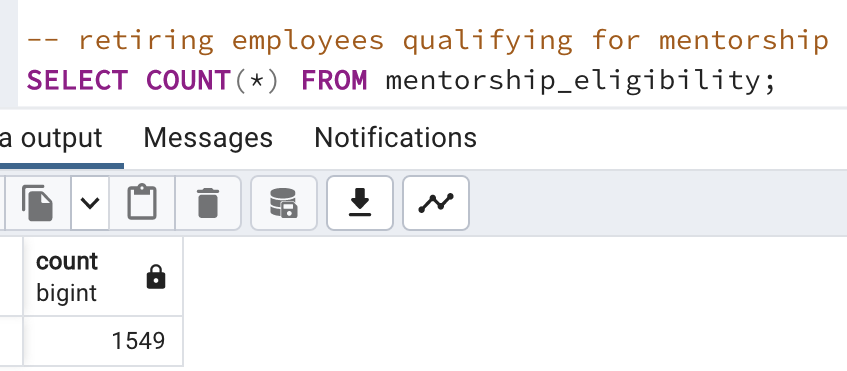 -- retiring employees qualifying for mentorship
SELECT COUNT(*) FROM mentorship_eligibility;
a output Messages Notifications
count
bigint
1549